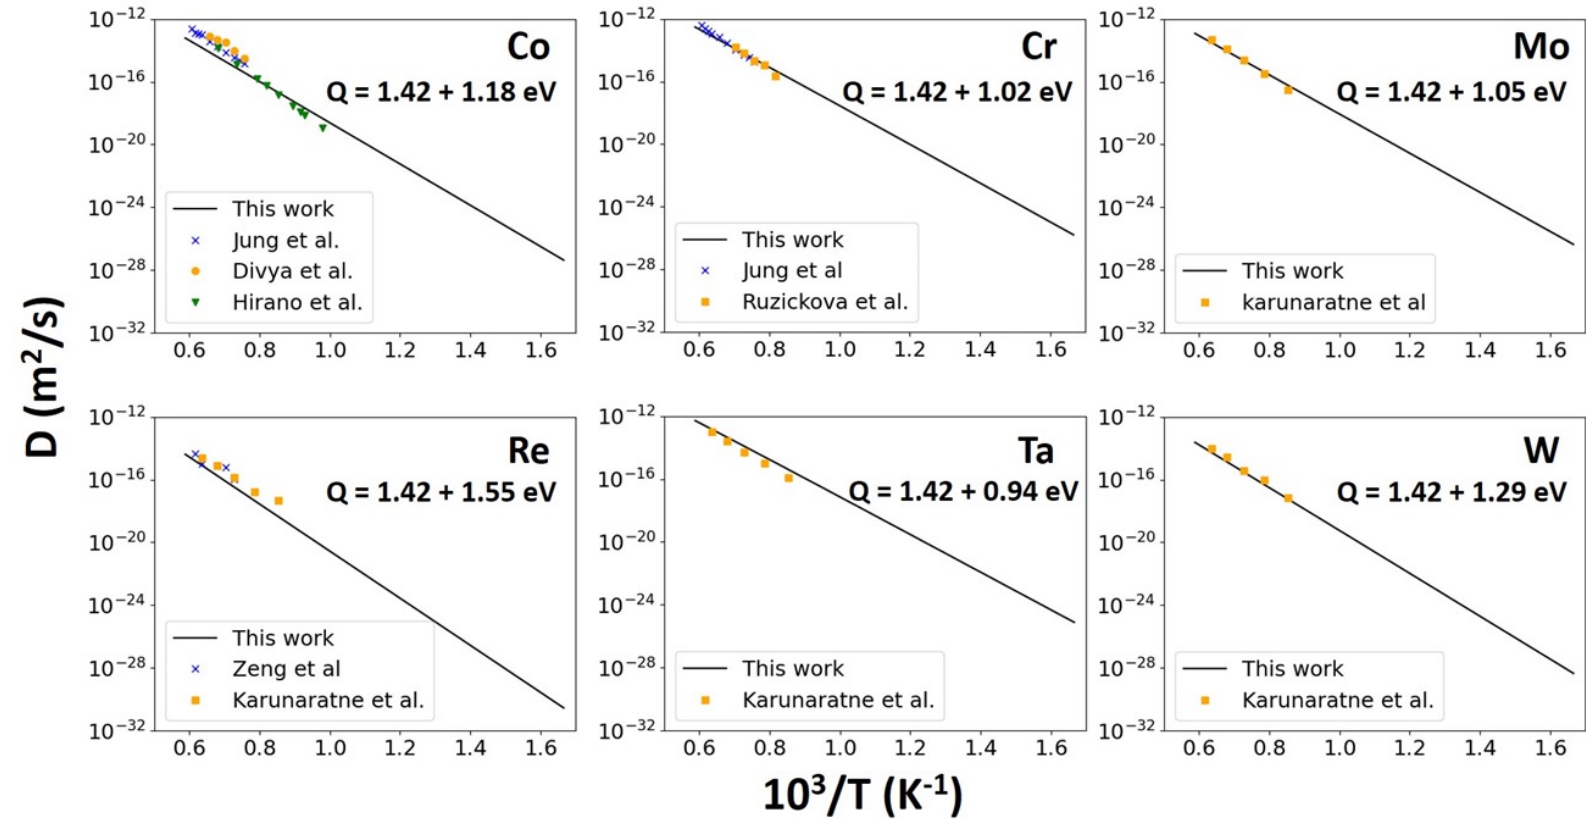 D (m²/s)
10⁻¹²
10⁻¹⁶
10⁻²⁰
10⁻²⁴
10⁻²⁸
10⁻³²
Co
Q = 1.42 + 1.18 eV
This work
Jung et al.
Divya et al.
Hirano et al.
0.6 0.8 1.0 1.2 1.4 1.6
10⁻¹²
10⁻¹⁶
10⁻²⁰
10⁻²⁴
10⁻²⁸
10⁻³²
Cr
Q = 1.42 + 1.02 eV
This work
Jung et al
Ruzickova et al.
0.6 0.8 1.0 1.2 1.4 1.6
10⁻¹²
10⁻¹⁶
10⁻²⁰
10⁻²⁴
10⁻²⁸
10⁻³²
Mo
Q = 1.42 + 1.05 eV
This work
karunaratne et al
0.6 0.8 1.0 1.2 1.4 1.6
10⁻¹²
10⁻¹⁶
10⁻²⁰
10⁻²⁴
10⁻²⁸
10⁻³²
Re
Q = 1.42 + 1.55 eV
This work
Zeng et al
Karunaratne et al.
0.6 0.8 1.0 1.2 1.4 1.6
10⁻¹²
10⁻¹⁶
10⁻²⁰
10⁻²⁴
10⁻²⁸
10⁻³²
Ta
Q = 1.42 + 0.94 eV
This work
Karunaratne et al.
0.6 0.8 1.0 1.2 1.4 1.6
10⁻¹²
10⁻¹⁶
10⁻²⁰
10⁻²⁴
10⁻²⁸
10⁻³²
W
Q = 1.42 + 1.29 eV
This work
Karunaratne et al.
0.6 0.8 1.0 1.2 1.4 1.6
10³/T (K⁻¹)